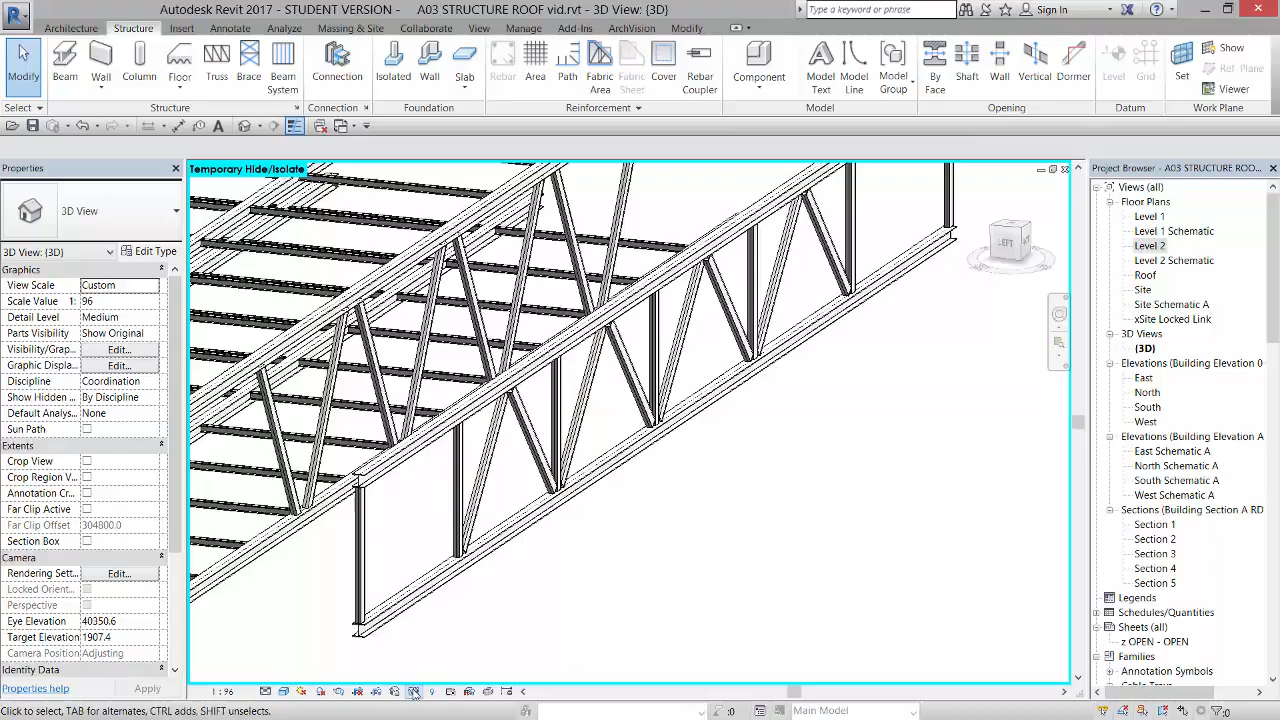 Autodesk Revit 2017 - STUDENT VERSION - A03 STRUCTURE ROOF vid.rvt - 3D View: {3D}
Type a keyword or phrase
Sign In
Architecture Structure Insert Annotate Analyze Massing & Site Collaborate View Manage Add-Ins ArchVision Modify
Modify Beam Wall Column Floor Truss Brace Beam System Connection Isolated Wall Slab Rebar Area Path Fabric Area Fabric Sheet Cover Rebar Coupler Component Model Text Model Line Model Group By Face Shaft Wall Vertical Dormer Level Grid Set Show Ref Plane Viewer
Select Structure Connection Foundation Reinforcement Model Opening Datum Work Plane
Properties
3D View
3D View: {3D} Edit Type
Graphics
View Scale Custom
Scale Value 1: 96
Detail Level Medium
Parts Visibility Show Original
Visibility/Grap... Edit...
Graphic Displa... Edit...
Discipline Coordination
Show Hidden ... By Discipline
Default Analys... None
Sun Path
Extents
Crop View
Crop Region V...
Annotation Cr...
Far Clip Active
Far Clip Offset 304800.0
Section Box
Camera
Rendering Sett... Edit...
Locked Orient...
Perspective
Eye Elevation 40350.6
Target Elevation 1907.4
Camera Position Adjusting
Identity Data
Properties help Apply
Temporary Hide/Isolate
LEFT
1 : 96
Project Browser - A03 STRUCTURE ROO...
Views (all)
Floor Plans
Level 1
Level 1 Schematic
Level 2
Level 2 Schematic
Roof
Site
Site Schematic A
xSite Locked Link
3D Views
{3D}
Elevations (Building Elevation 0
East
North
South
West
Elevations (Building Elevation A
East Schematic A
North Schematic A
South Schematic A
West Schematic A
Sections (Building Section A RD
Section 1
Section 2
Section 3
Section 4
Section 5
Legends
Schedules/Quantities
Sheets (all)
z OPEN - OPEN
Families
Annotation Symbols
Click to select, TAB for alternates, CTRL adds, SHIFT unselects.
:0
Main Model
:0